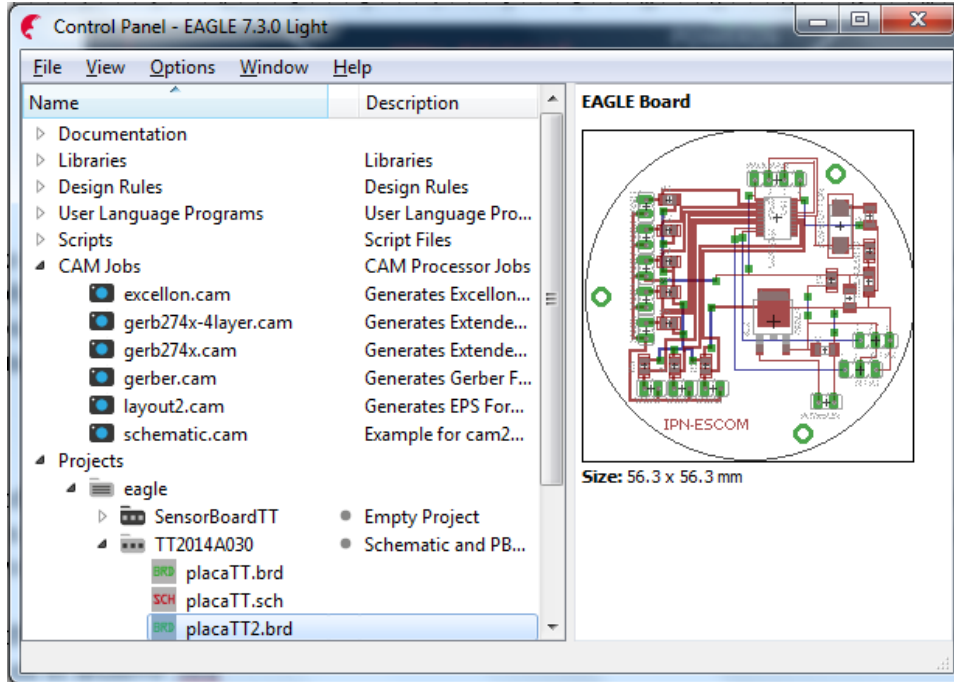 Control Panel - EAGLE 7.3.0 Light
File View Options Window Help
Name Description
Documentation
Libraries Libraries
Design Rules Design Rules
User Language Programs User Language Pro...
Scripts Script Files
CAM Jobs CAM Processor Jobs
excellon.cam Generates Excellon...
gerb274x-4layer.cam Generates Extende...
gerb274x.cam Generates Extende...
gerber.cam Generates Gerber F...
layout2.cam Generates EPS For...
schematic.cam Example for cam2...
Projects
eagle
SensorBoardTT Empty Project
TT2014A030 Schematic and PB...
BRD placaTT.brd
SCH placaTT.sch
BRD placaTT2.brd
EAGLE Board
IPN-ESCOM
Size: 56.3 x 56.3 mm